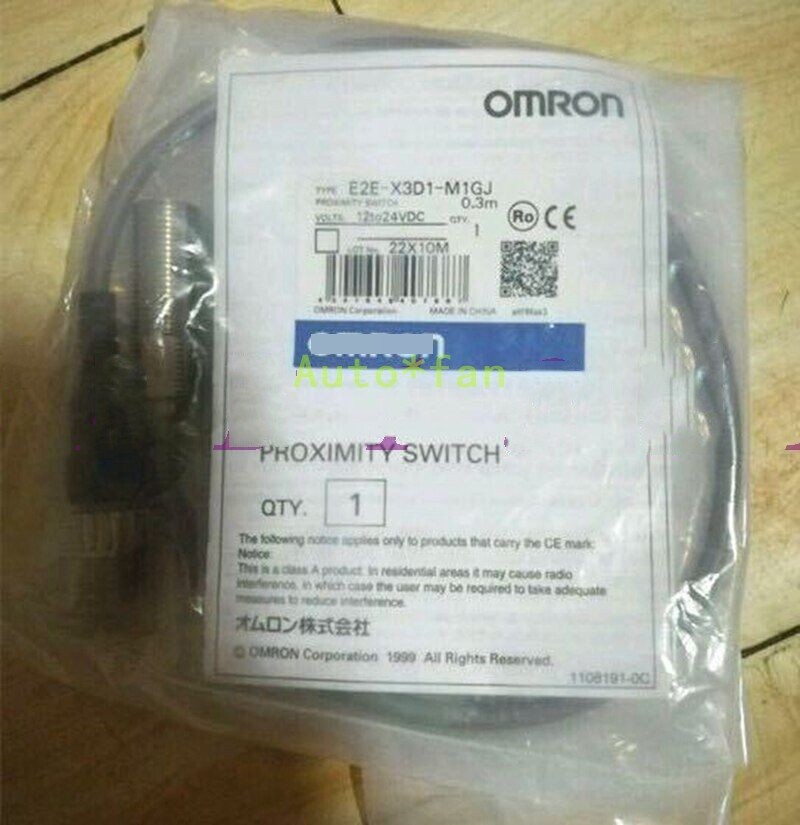 OMRON
TYPE E2E-X3D1-M1GJ
PROXIMITY SWITCH 0.3m
VOLTS. 12to24VDC QTY. 1
LOT No. 22X10M
OMRON Corporation MADE IN CHINA
omron
Auto*fan
PROXIMITY SWITCH
QTY. 1
The following notice applies only to products that carry the CE mark:
Notice:
This is a class A product. In residential areas it may cause radio
interference, in which case the user may be required to take adequate
measures to reduce interference.
オムロン株式会社
© OMRON Corporation 1999 All Rights Reserved.
1108191-0C